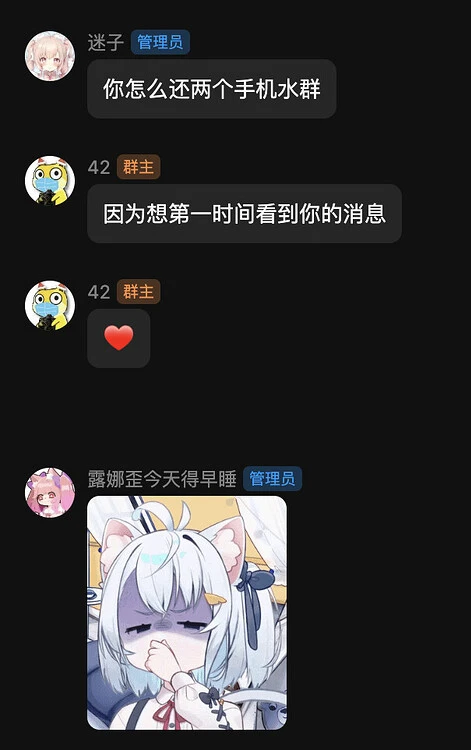 迷子 管理员
你怎么还两个手机水群
42 群主
因为想第一时间看到你的消息
42 群主
❤️
露娜歪今天得早睡 管理员